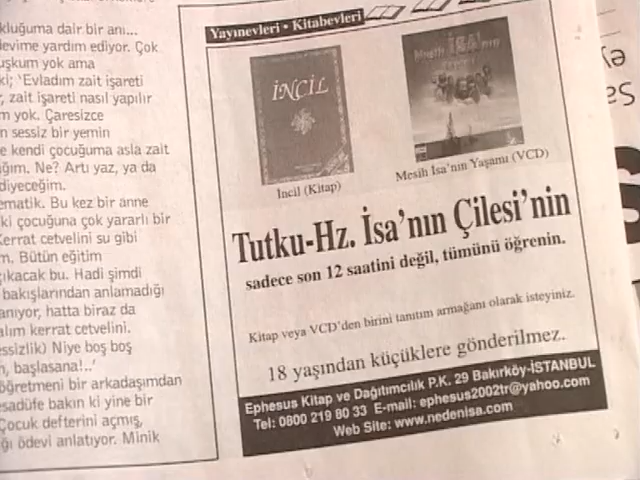 kluğuma dair bir anı...
levime yardım ediyor. Çok
uşkum yok ama
ki; 'Evladım zait işareti
, zait işareti nasıl yapılır
m yok. Çaresizce
n sessiz bir yemin
e kendi çocuğuma asla zait
ığım. Ne? Artı yaz, ya da
diyeceğim.
ematik. Bu kez bir anne
ki çocuğuna çok yararlı bir
Kerrat cetvelini su gibi
m. Bütün eğitim
çıkacak bu. Hadi şimdi
bakışlarından anlamadığı
anıyor, hatta biraz da
alım kerrat cetvelini.
essizlik) Niye boş boş
n, başlasana!..'
öğretmeni bir arkadaşımdan
esadüfe bakın ki yine bir
Çocuk defterini açmış,
ğı ödevi anlatıyor. Minik
Yayınevleri • Kitabevleri
İNCİL
Mesih İSA'nın
İncil (Kitap)
Mesih İsa'nın Yaşamı (VCD)
Tutku-Hz. İsa'nın Çilesi'nin
sadece son 12 saatini değil, tümünü öğrenin.
Kitap veya VCD'den birini tanıtım armağanı olarak isteyiniz.
18 yaşından küçüklere gönderilmez.
Ephesus Kitap ve Dağıtımcılık P.K. 29 Bakırköy-İSTANBUL
Tel: 0800 219 80 33 E-mail: ephesus2002tr@yahoo.com
Web Site: www.nedenisa.com